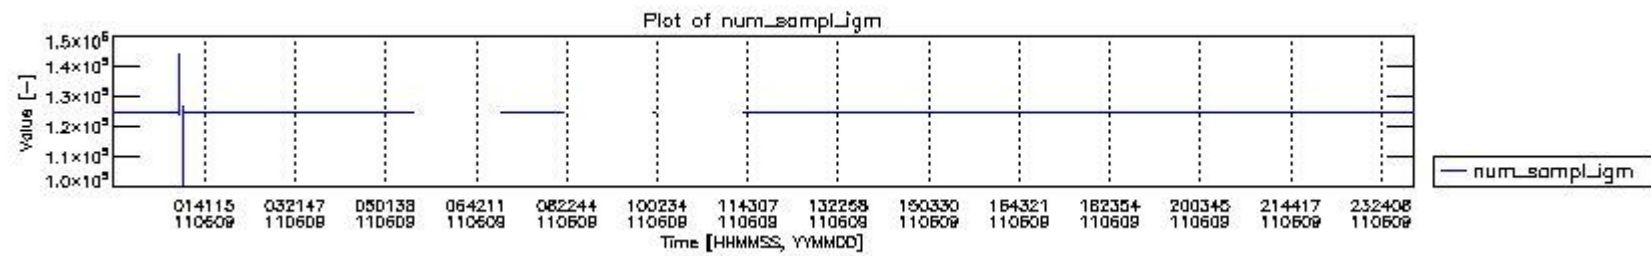 Plot of num_sampl_igm
1.5×10⁵
1.4×10⁵
1.3×10⁵
1.2×10⁵
1.1×10⁵
1.0×10⁵
Value [-]
014115 032147 050138 064211 082244 100234 114307 132258 150330 164321 182354 200345 214417 232408
110609 110609 110609 110609 110609 110609 110609 110609 110609 110609 110609 110609 110609 110609
Time [HHMMSS, YYMMDD]
num_sampl_igm